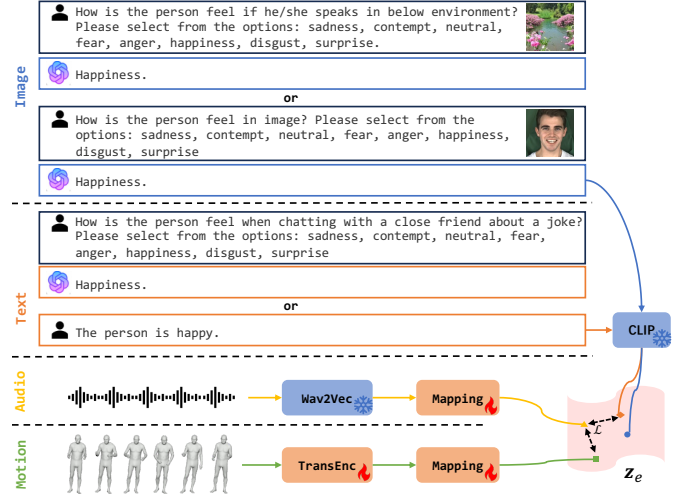 How is the person feel if he/she speaks in below environment?
Please select from the options: sadness, contempt, neutral,
fear, anger, happiness, disgust, surprise.
Happiness.
or
How is the person feel in image? Please select from the
options: sadness, contempt, neutral, fear, anger, happiness,
disgust, surprise
Happiness.
Image
How is the person feel when chatting with a close friend about a joke?
Please select from the options: sadness, contempt, neutral, fear,
anger, happiness, disgust, surprise
Happiness.
or
The person is happy.
Text
CLIP
Audio
Wav2Vec
Mapping
ℒ
Motion
TransEnc
Mapping
z_e